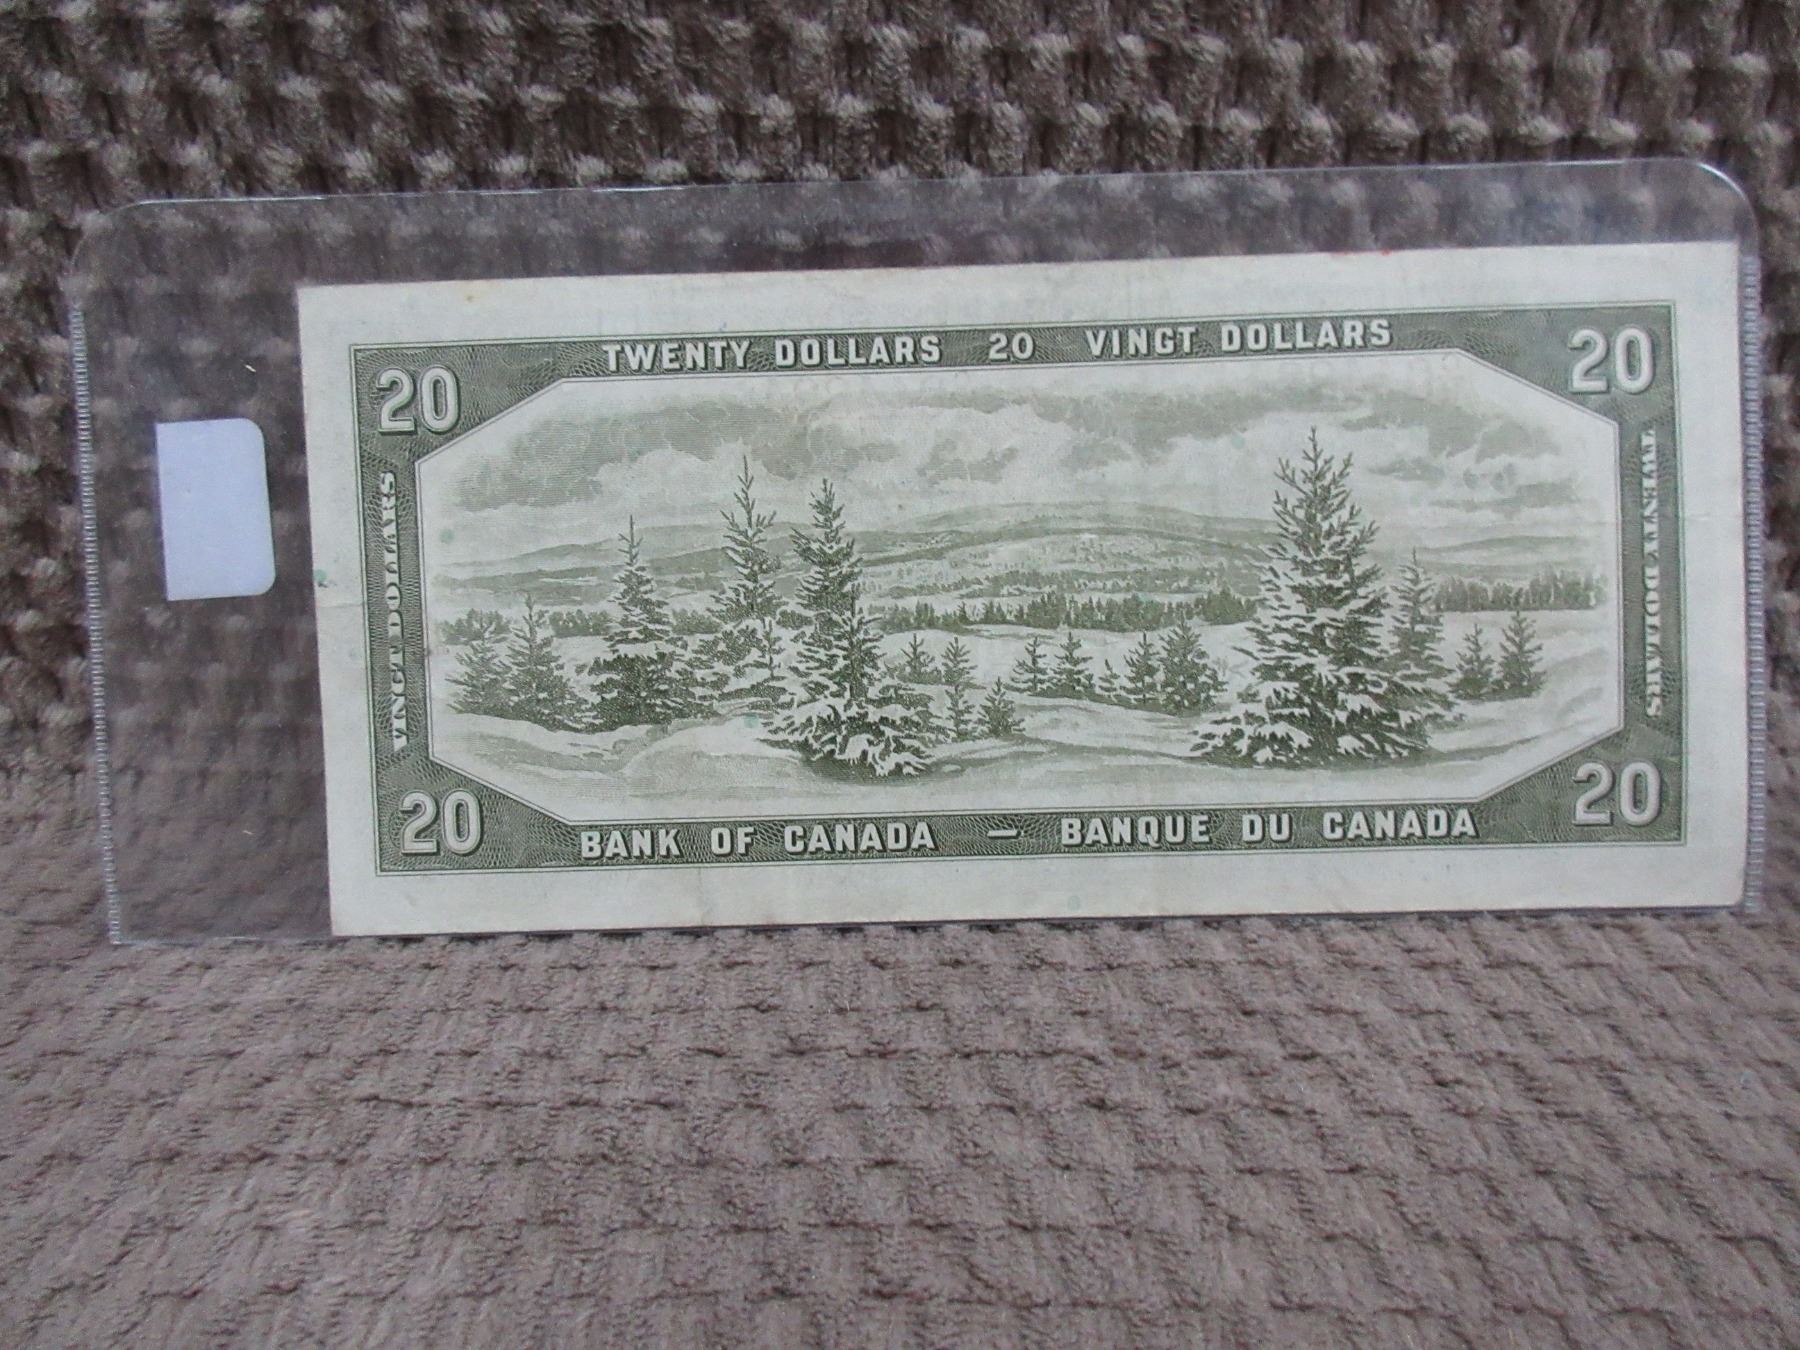 TWENTY DOLLARS 20 VINGT DOLLARS
20
20
VINGT DOLLARS
TWENTY DOLLARS
20
20
BANK OF CANADA — BANQUE DU CANADA